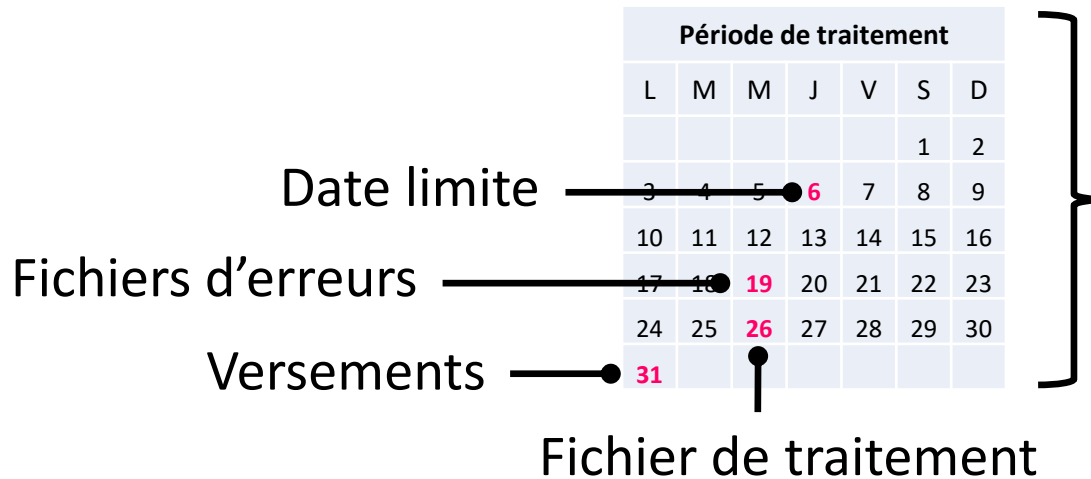 Période de traitement
L M M J V S D
1 2
Date limite 3 4 5 6 7 8 9
10 11 12 13 14 15 16
Fichiers d’erreurs 17 18 19 20 21 22 23
24 25 26 27 28 29 30
Versements 31
Fichier de traitement